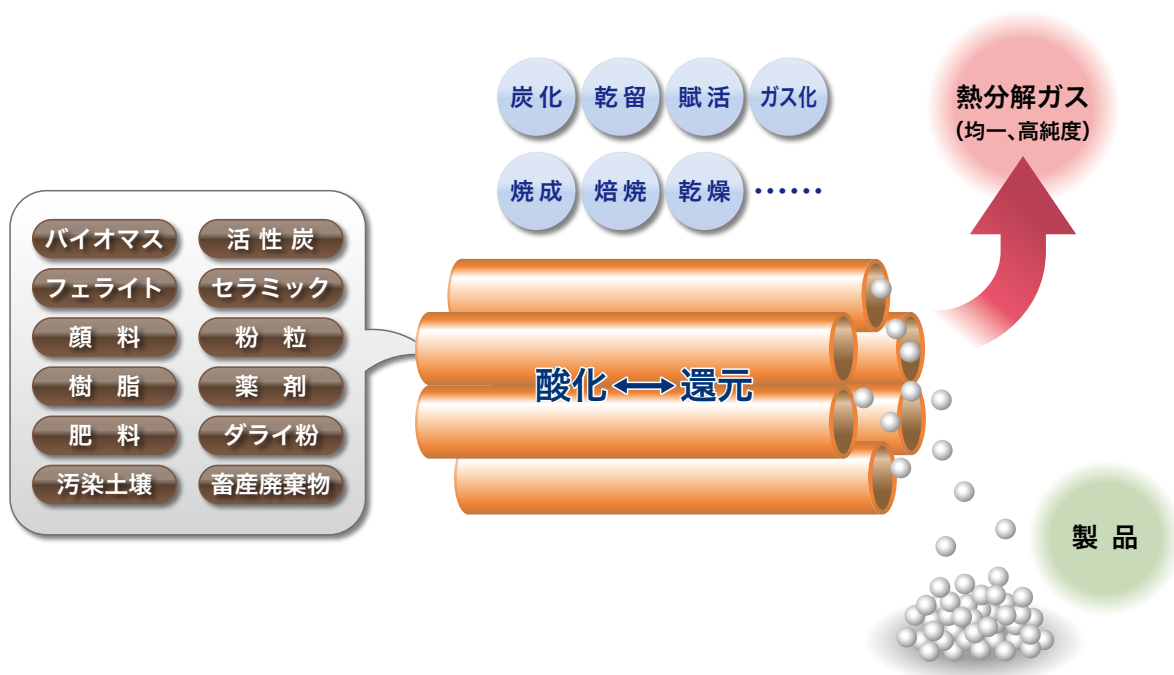 炭化
乾留
賦活
ガス化
焼成
焙焼
乾燥
……
熱分解ガス
(均一、高純度)
バイオマス
活性炭
フェライト
セラミック
顔料
粉粒
樹脂
薬剤
肥料
ダライ粉
汚染土壌
畜産廃棄物
酸化↔還元
製品